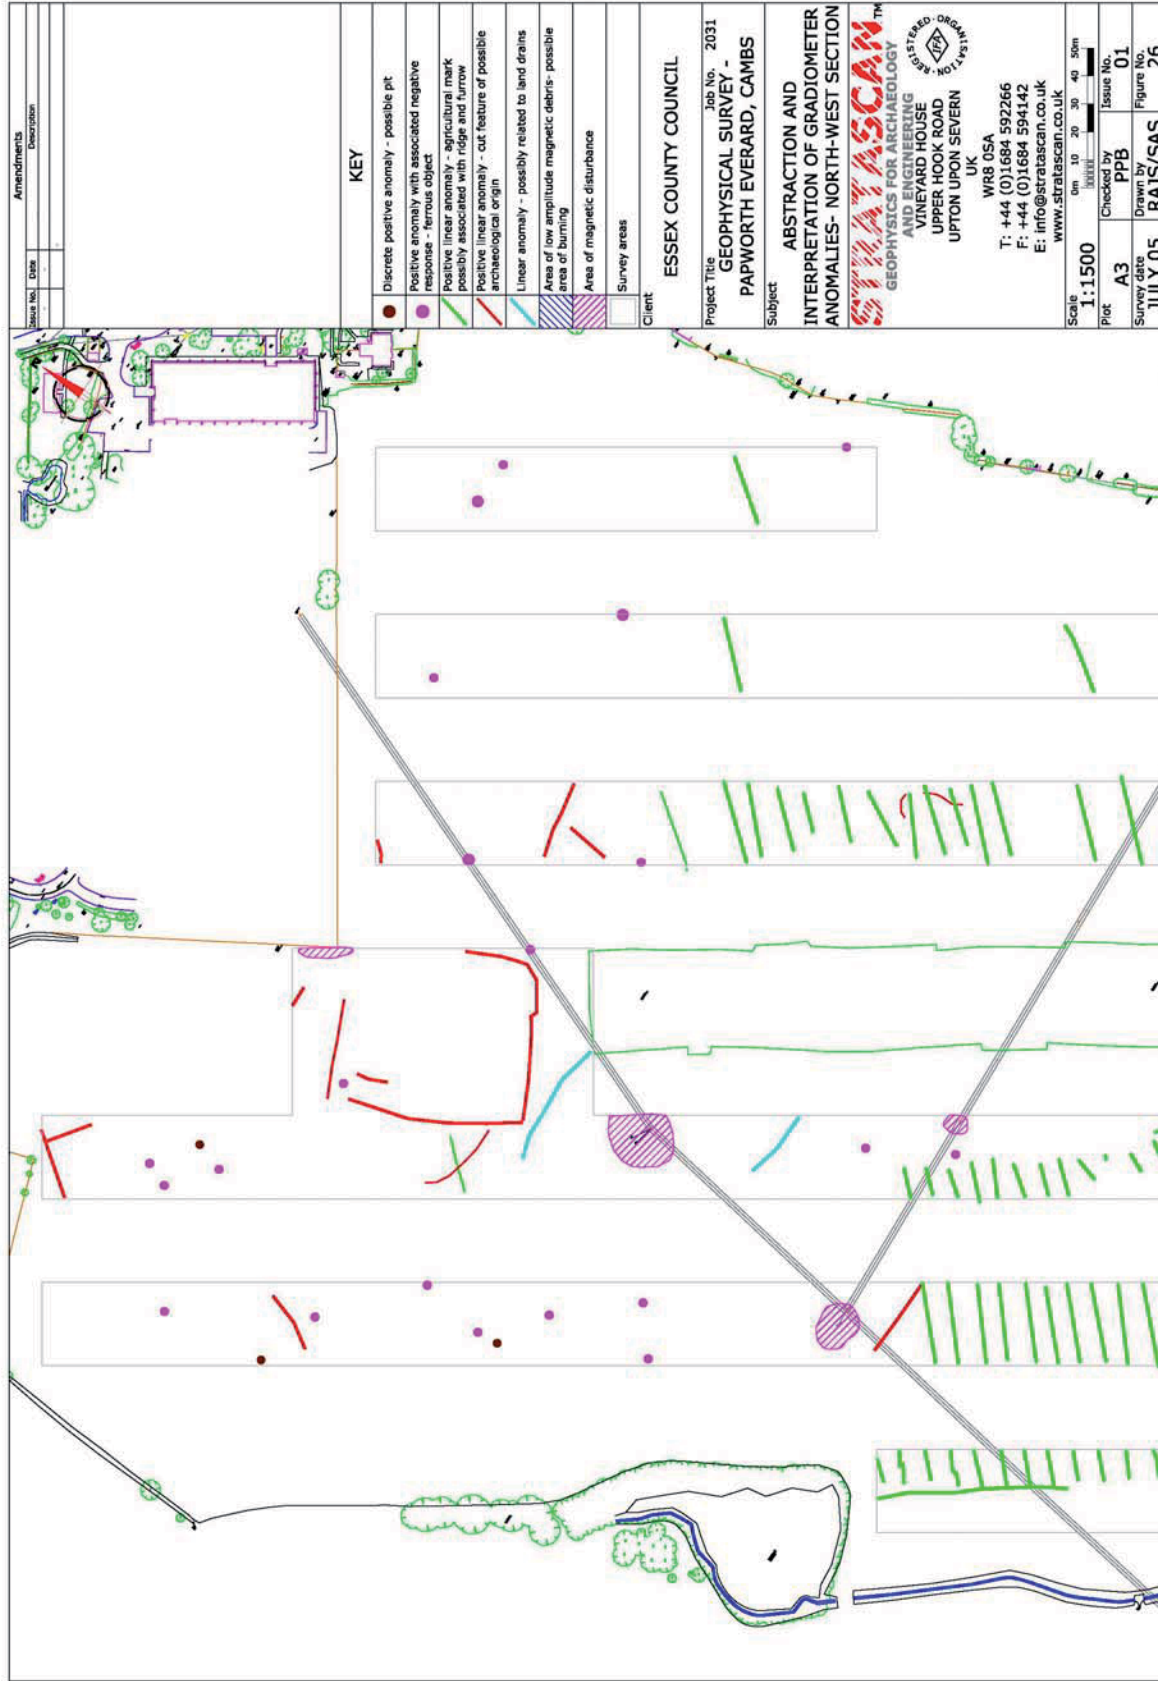 Amendments
Issue No. Date Description
KEY
Discrete positive anomaly - possible pit
Positive anomaly with associated negative
response - ferrous object
Positive linear anomaly - agricultural mark
possibly associated with ridge and furrow
Positive linear anomaly - cut feature of possible
archaeological origin
Linear anomaly - possibly related to land drains
Area of low amplitude magnetic debris- possible
area of burning
Area of magnetic disturbance
Survey areas
Client
ESSEX COUNTY COUNCIL
Project Title Job No. 2031
GEOPHYSICAL SURVEY -
PAPWORTH EVERARD, CAMBS
Subject
ABSTRACTION AND
INTERPRETATION OF GRADIOMETER
ANOMALIES- NORTH-WEST SECTION
STRATASCAN™
GEOPHYSICS FOR ARCHAEOLOGY
AND ENGINEERING
REGISTERED·ORGANISATION·
IFA
VINEYARD HOUSE
UPPER HOOK ROAD
UPTON UPON SEVERN
UK
WR8 0SA
T: +44 (0)1684 592266
F: +44 (0)1684 594142
E: info@stratascan.co.uk
www.stratascan.co.uk
Scale 0m 10 20 30 40 50m
1:1500
Plot Checked by Issue No.
A3 PPB 01
Survey date Drawn by Figure No.
JULY 05 RAJS/SAS 26